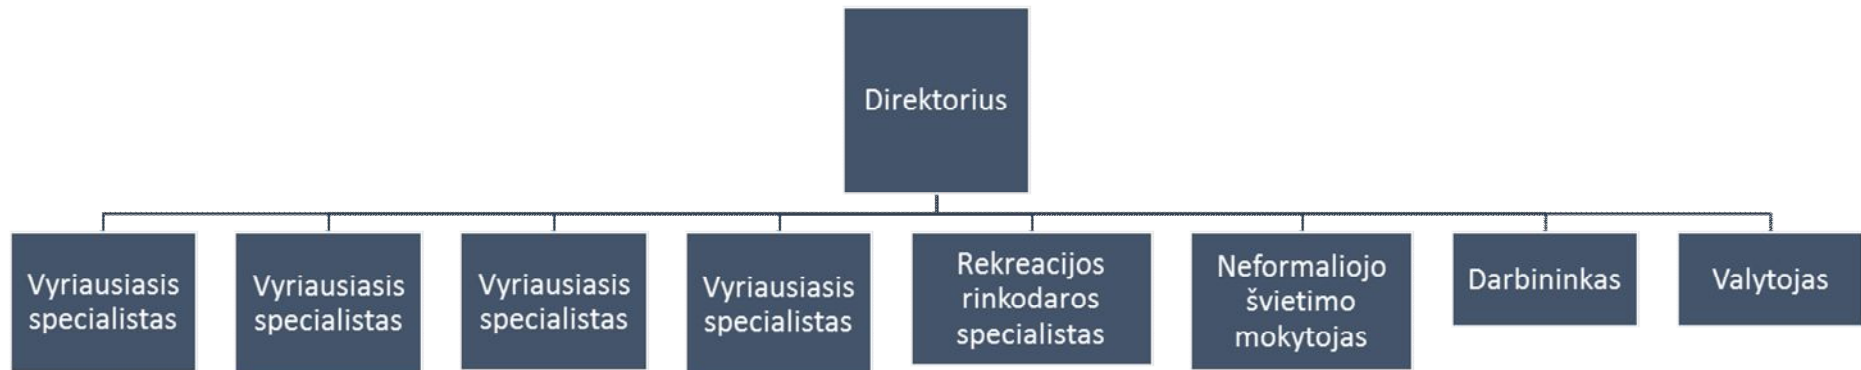 Direktorius
Vyriausiasis
specialistas
Vyriausiasis
specialistas
Vyriausiasis
specialistas
Vyriausiasis
specialistas
Rekreacijos
rinkodaros
specialistas
Neformaliojo
švietimo
mokytojas
Darbininkas
Valytojas